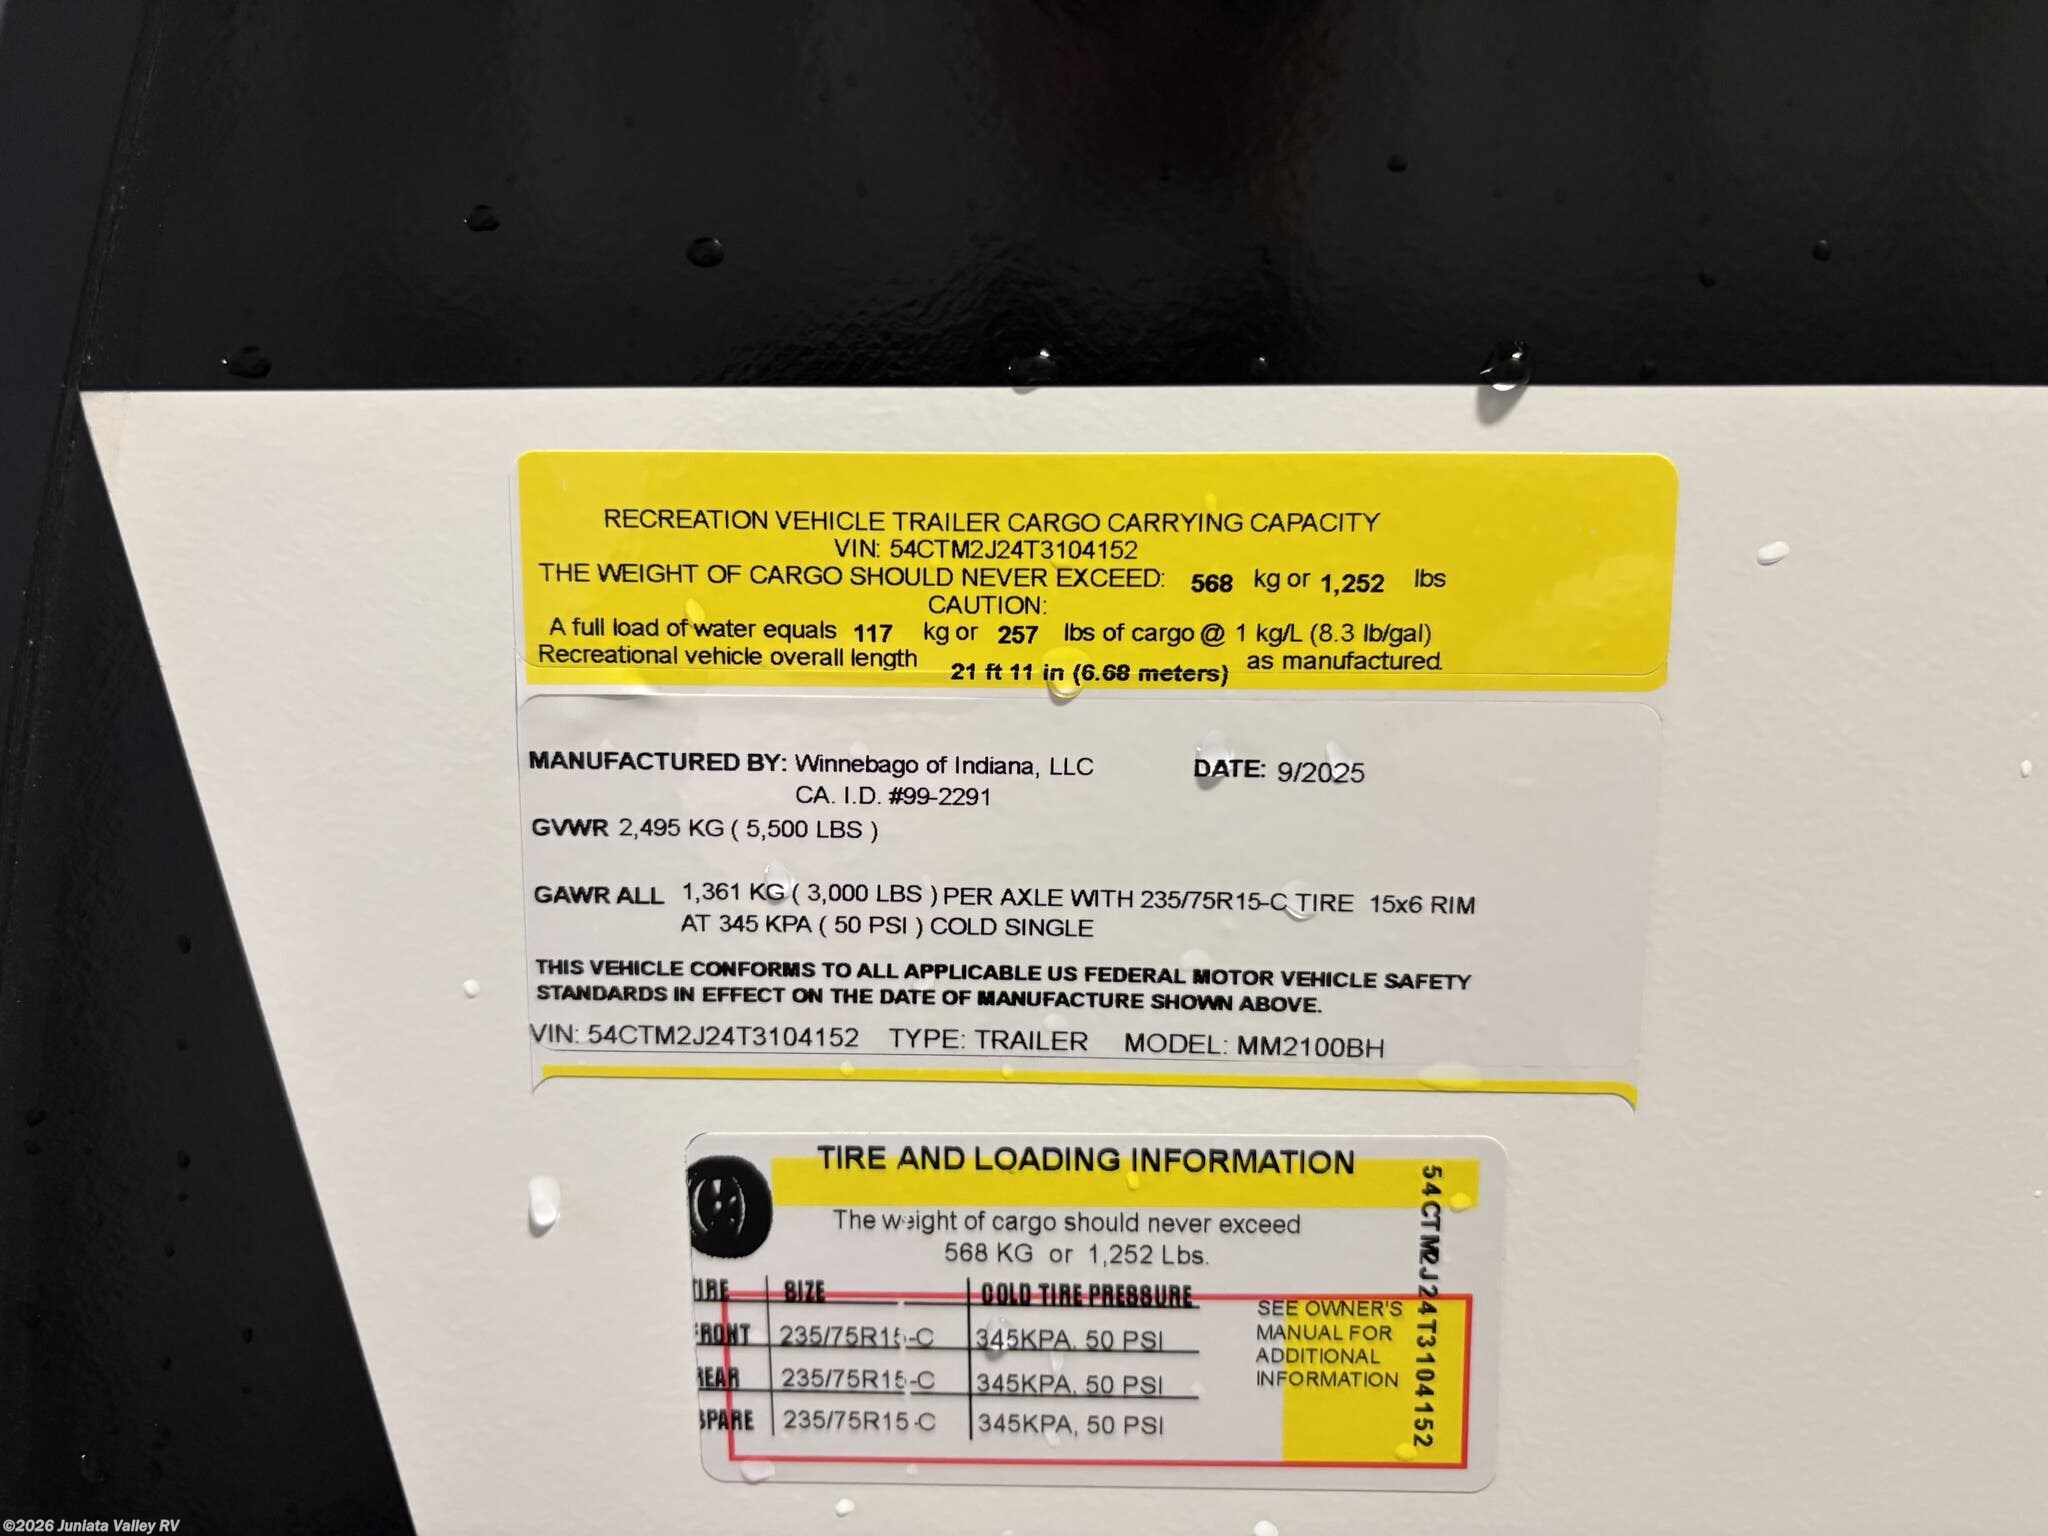 RECREATION VEHICLE TRAILER CARGO CARRYING CAPACITY
VIN: 54CTM2J24T3104152
THE WEIGHT OF CARGO SHOULD NEVER EXCEED: 568 kg or 1,252 lbs
CAUTION:
A full load of water equals 117 kg or 257 lbs of cargo @ 1 kg/L (8.3 lb/gal)
Recreational vehicle overall length 21 ft 11 in (6.68 meters) as manufactured.
MANUFACTURED BY: Winnebago of Indiana, LLC DATE: 9/2025
CA. I.D. #99-2291
GVWR 2,495 KG ( 5,500 LBS )
GAWR ALL 1,361 KG ( 3,000 LBS ) PER AXLE WITH 235/75R15-C TIRE 15x6 RIM
AT 345 KPA ( 50 PSI ) COLD SINGLE
THIS VEHICLE CONFORMS TO ALL APPLICABLE US FEDERAL MOTOR VEHICLE SAFETY
STANDARDS IN EFFECT ON THE DATE OF MANUFACTURE SHOWN ABOVE.
VIN: 54CTM2J24T3104152 TYPE: TRAILER MODEL: MM2100BH
TIRE AND LOADING INFORMATION
The weight of cargo should never exceed
568 KG or 1,252 Lbs.
TIRE SIZE COLD TIRE PRESSURE
FRONT 235/75R15-C 345KPA, 50 PSI
REAR 235/75R15-C 345KPA, 50 PSI
SPARE 235/75R15-C 345KPA, 50 PSI
SEE OWNER'S
MANUAL FOR
ADDITIONAL
INFORMATION
54CTM2J24T3104152
©2026 Juniata Valley RV